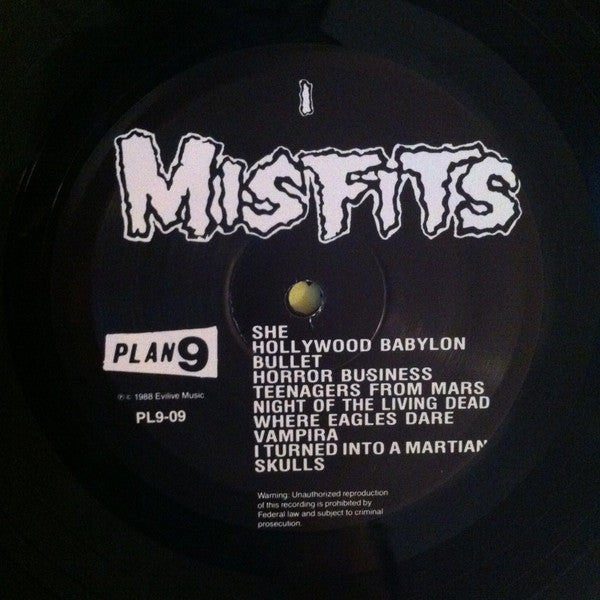 I
MISFITS
PLAN 9
℗ © 1988 Evilive Music
PL9-09
SHE
HOLLYWOOD BABYLON
BULLET
HORROR BUSINESS
TEENAGERS FROM MARS
NIGHT OF THE LIVING DEAD
WHERE EAGLES DARE
VAMPIRA
I TURNED INTO A MARTIAN
SKULLS
Warning: Unauthorized reproduction
of this recording is prohibited by
Federal law and subject to criminal
prosecution.